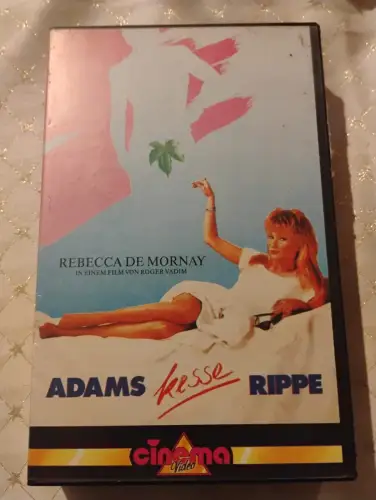 REBECCA DE MORNAY
IN EINEM FILM VON ROGER VADIM
ADAMS kesse RIPPE
cinema
Video